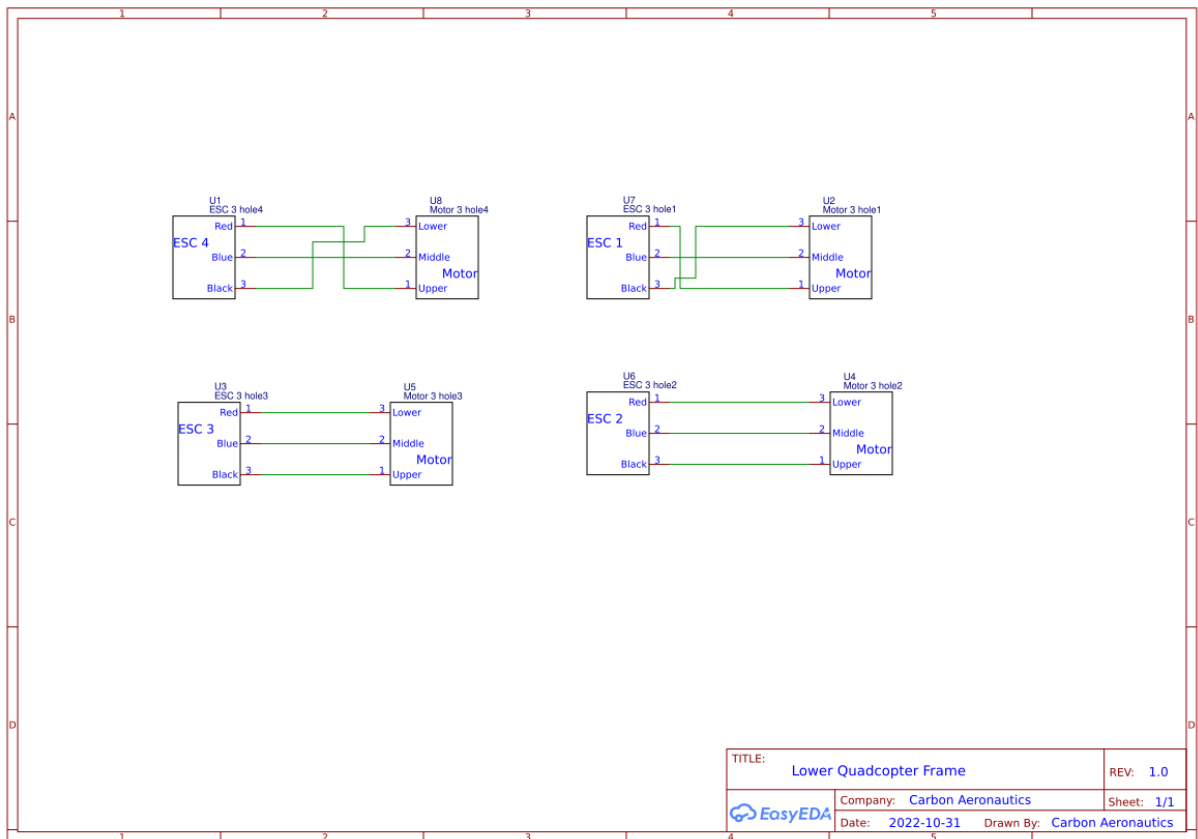 1 2 3 4 5
A A
U1
ESC 3 hole4
Red 1
ESC 4
Blue 2
Black 3
U8
Motor 3 hole4
3 Lower
2 Middle
Motor
1 Upper
U7
ESC 3 hole1
Red 1
ESC 1
Blue 2
Black 3
U2
Motor 3 hole1
3 Lower
2 Middle
Motor
1 Upper
B B
U3
ESC 3 hole3
Red 1
ESC 3
Blue 2
Black 3
U5
Motor 3 hole3
3 Lower
2 Middle
Motor
1 Upper
U6
ESC 3 hole2
Red 1
ESC 2
Blue 2
Black 3
U4
Motor 3 hole2
3 Lower
2 Middle
Motor
1 Upper
C C
D D
TITLE:
Lower Quadcopter Frame
REV: 1.0
EasyEDA
Company: Carbon Aeronautics
Sheet: 1/1
Date: 2022-10-31 Drawn By: Carbon Aeronautics
1 2 3 4 5